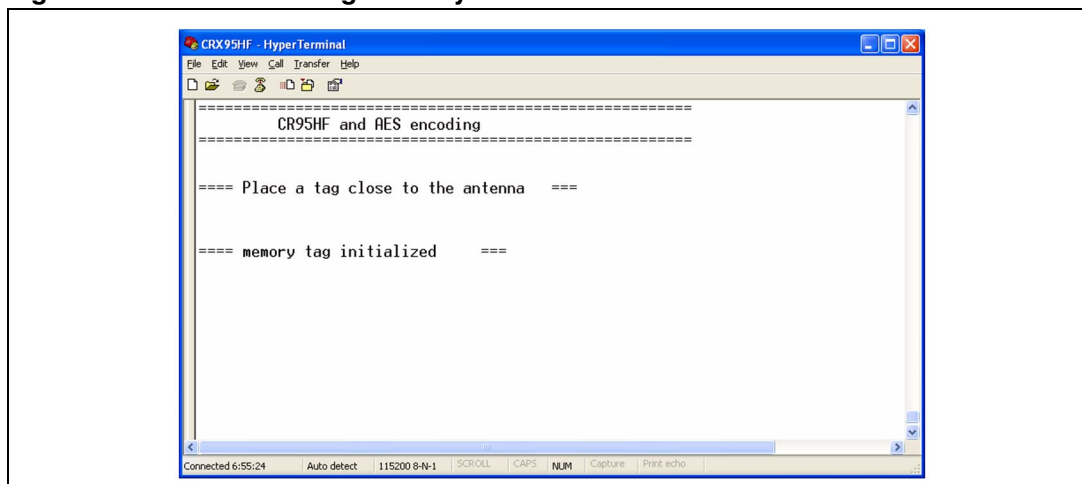 CRX95HF - HyperTerminal
File Edit View Call Transfer Help
=========================================================
CR95HF and AES encoding
=========================================================
==== Place a tag close to the antenna ===
==== memory tag initialized ===
Connected 6:55:24 Auto detect 115200 8-N-1 SCROLL CAPS NUM Capture Print echo